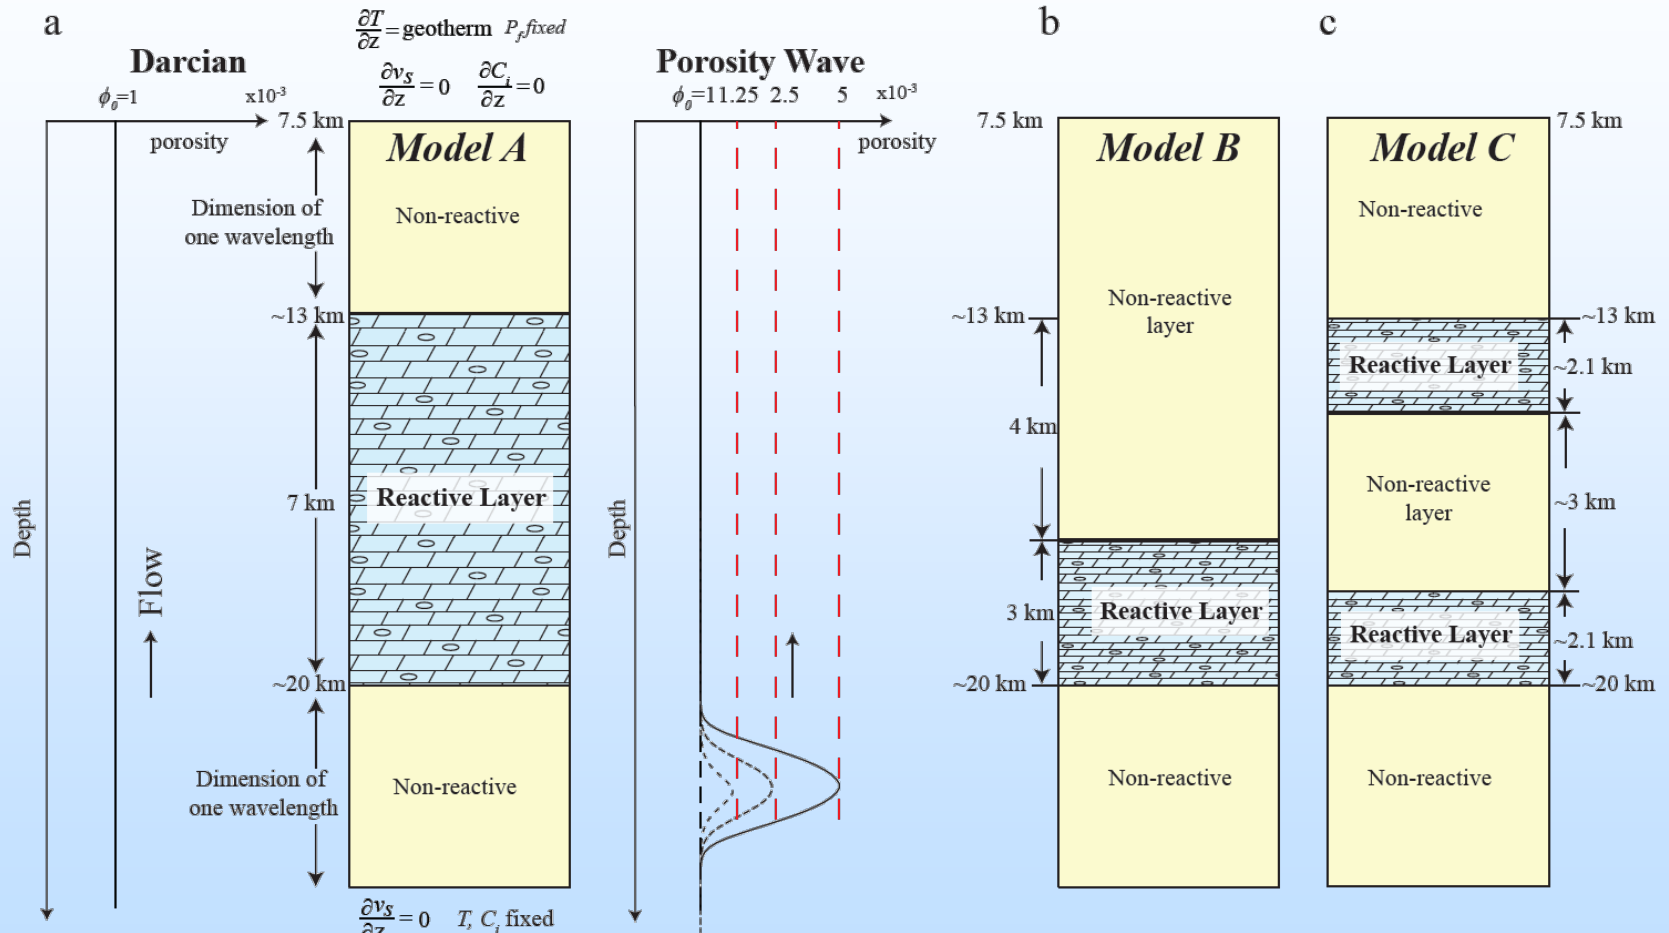 a
∂T/∂z = geotherm P_f fixed
Darcian
∂v_S/∂z = 0 ∂C_i/∂z = 0
Porosity Wave
ϕ_0=1 x10⁻³
ϕ_0=11.25 2.5 5 x10⁻³
7.5 km
porosity
porosity
Model A
Dimension of
one wavelength
Non-reactive
~13 km
7 km
Reactive Layer
Depth
Flow
Depth
~20 km
Dimension of
one wavelength
Non-reactive
∂v_S/∂z = 0 T, C_i fixed
b
7.5 km
Model B
Non-reactive
layer
~13 km
4 km
3 km
Reactive Layer
~20 km
Non-reactive
c
7.5 km
Model C
Non-reactive
~13 km
Reactive Layer
~2.1 km
Non-reactive
layer
~3 km
Reactive Layer
~2.1 km
~20 km
Non-reactive